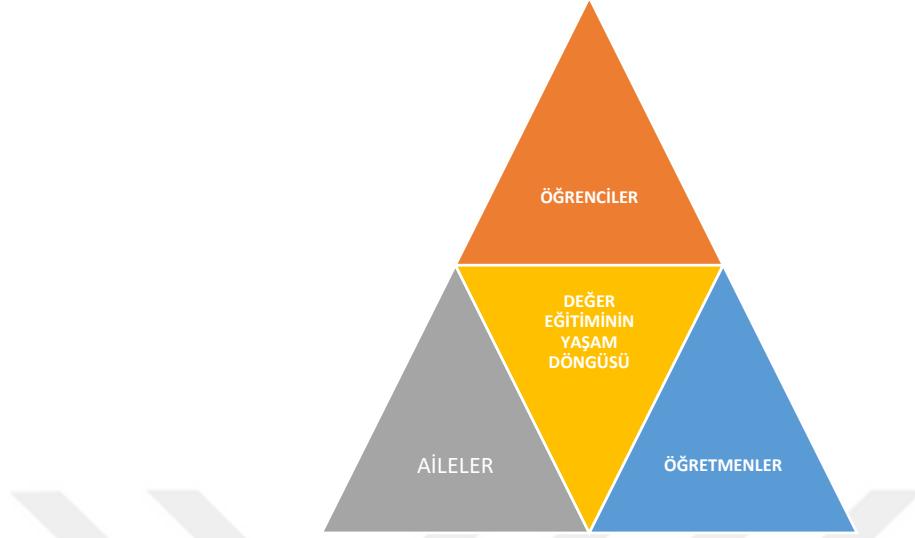 ÖĞRENCİLER
DEĞER
EĞİTİMİNİN
YAŞAM
DÖNGÜSÜ
AİLELER
ÖĞRETMENLER